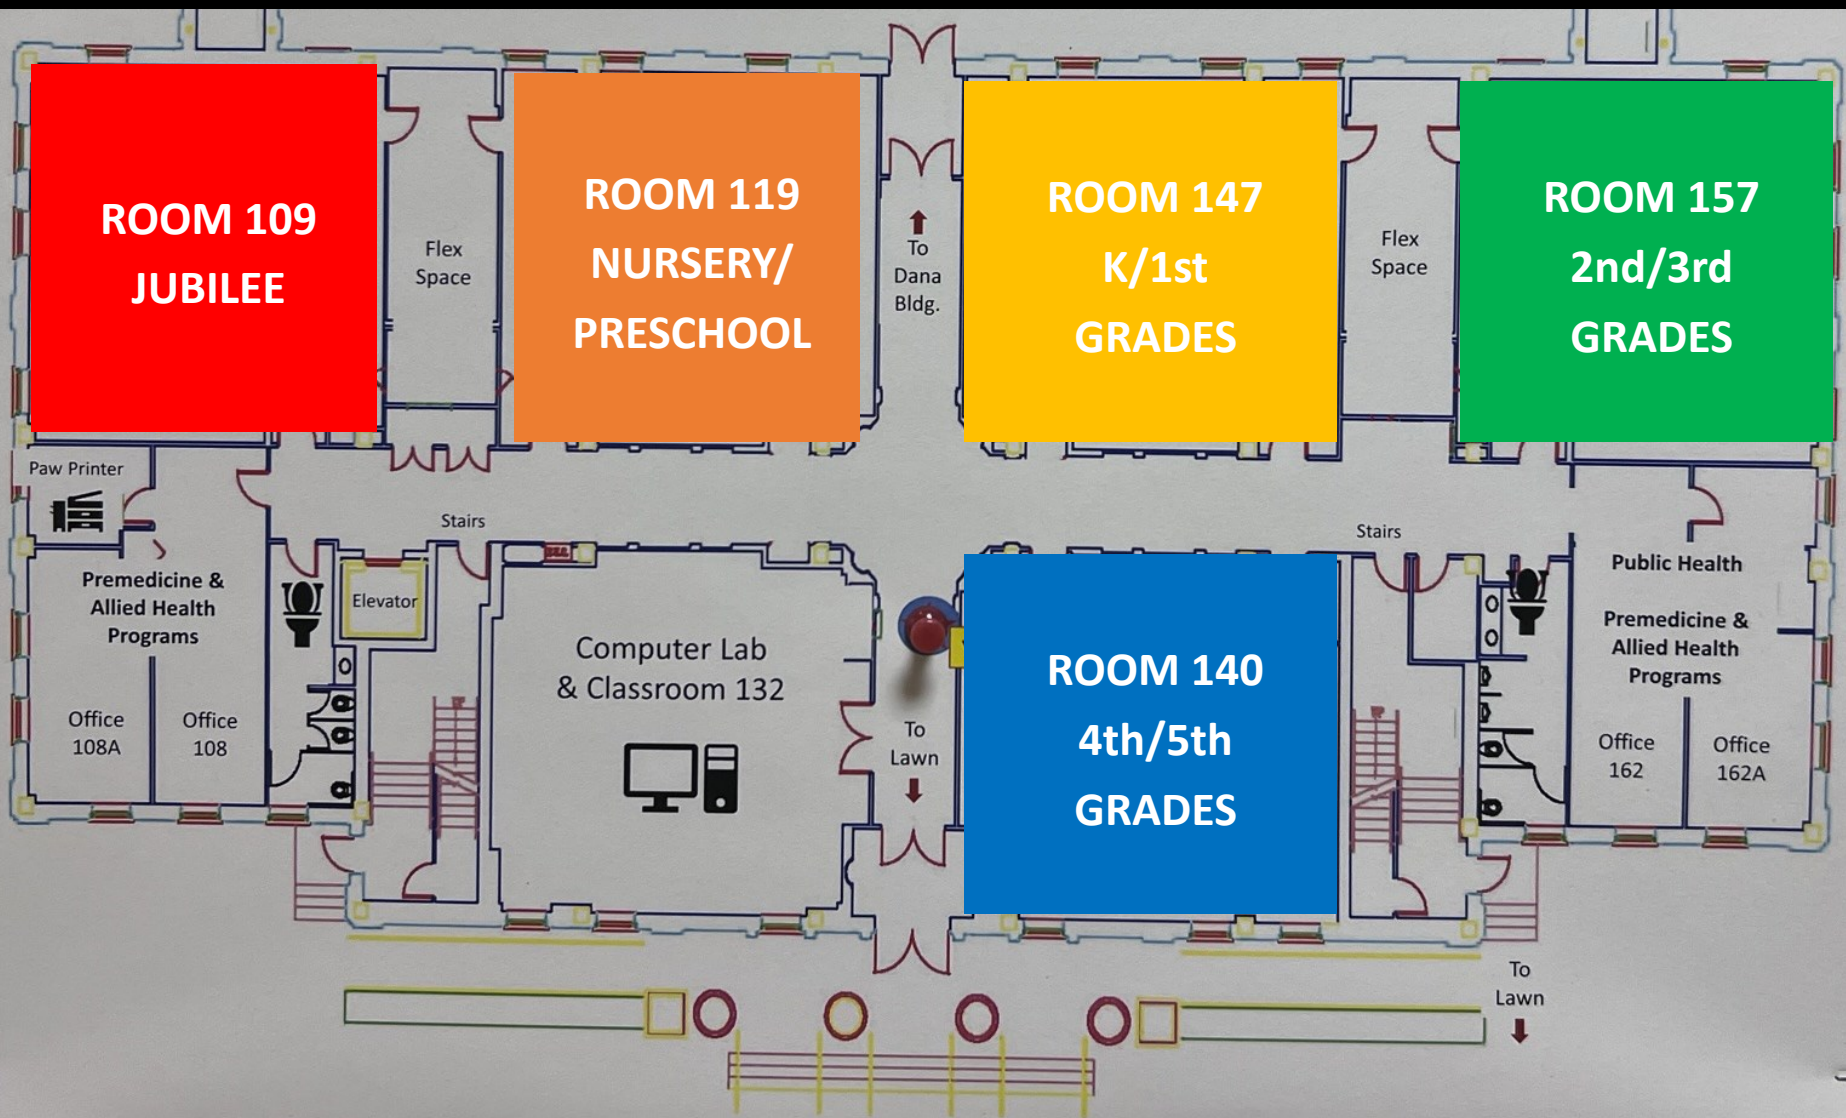 ROOM 109
JUBILEE
Flex
Space
ROOM 119
NURSERY/
PRESCHOOL
To
Dana
Bldg.
ROOM 147
K/1st
GRADES
Flex
Space
ROOM 157
2nd/3rd
GRADES
Paw Printer
Stairs
Stairs
Premedicine &
Allied Health
Programs
Elevator
Computer Lab
& Classroom 132
ROOM 140
4th/5th
GRADES
Public Health
Premedicine &
Allied Health
Programs
Office
108A
Office
108
To
Lawn
Office
162
Office
162A
To
Lawn